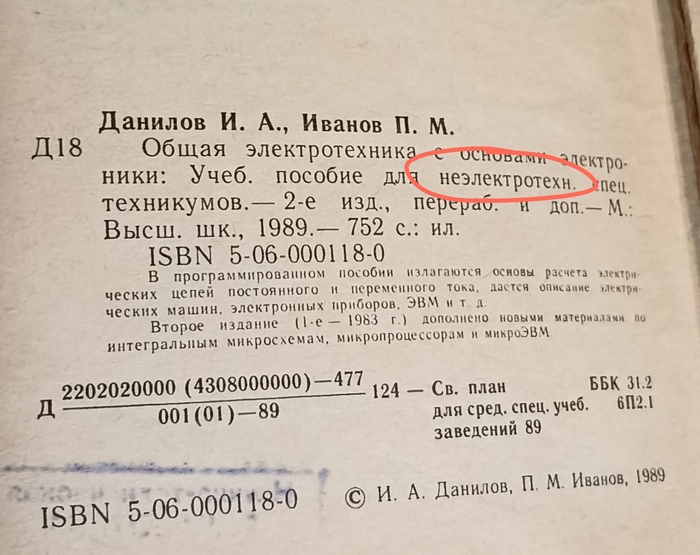 Данилов И. А., Иванов П. М.
Д18 Общая электротехника с основами электро-
ники: Учеб. пособие для неэлектротехн. спец.
техникумов.— 2-е изд., перераб. и доп.— М.:
Высш. шк., 1989.— 752 с.: ил.
ISBN 5-06-000118-0
В программированном пособии излагаются основы расчета электри-
ческих цепей постоянного и переменного тока, дается описание электри-
ческих машин, электронных приборов, ЭВМ и т. д.
Второе издание (1-е — 1983 г.) дополнено новыми материалами по
интегральным микросхемам, микропроцессорам и микроЭВМ.
Д 2202020000 (4308000000)—477
001(01)—89
124 — Св. план
для сред. спец. учеб.
заведений 89
ББК 31.2
6П2.1
ISBN 5-06-000118-0
© И. А. Данилов, П. М. Иванов, 1989